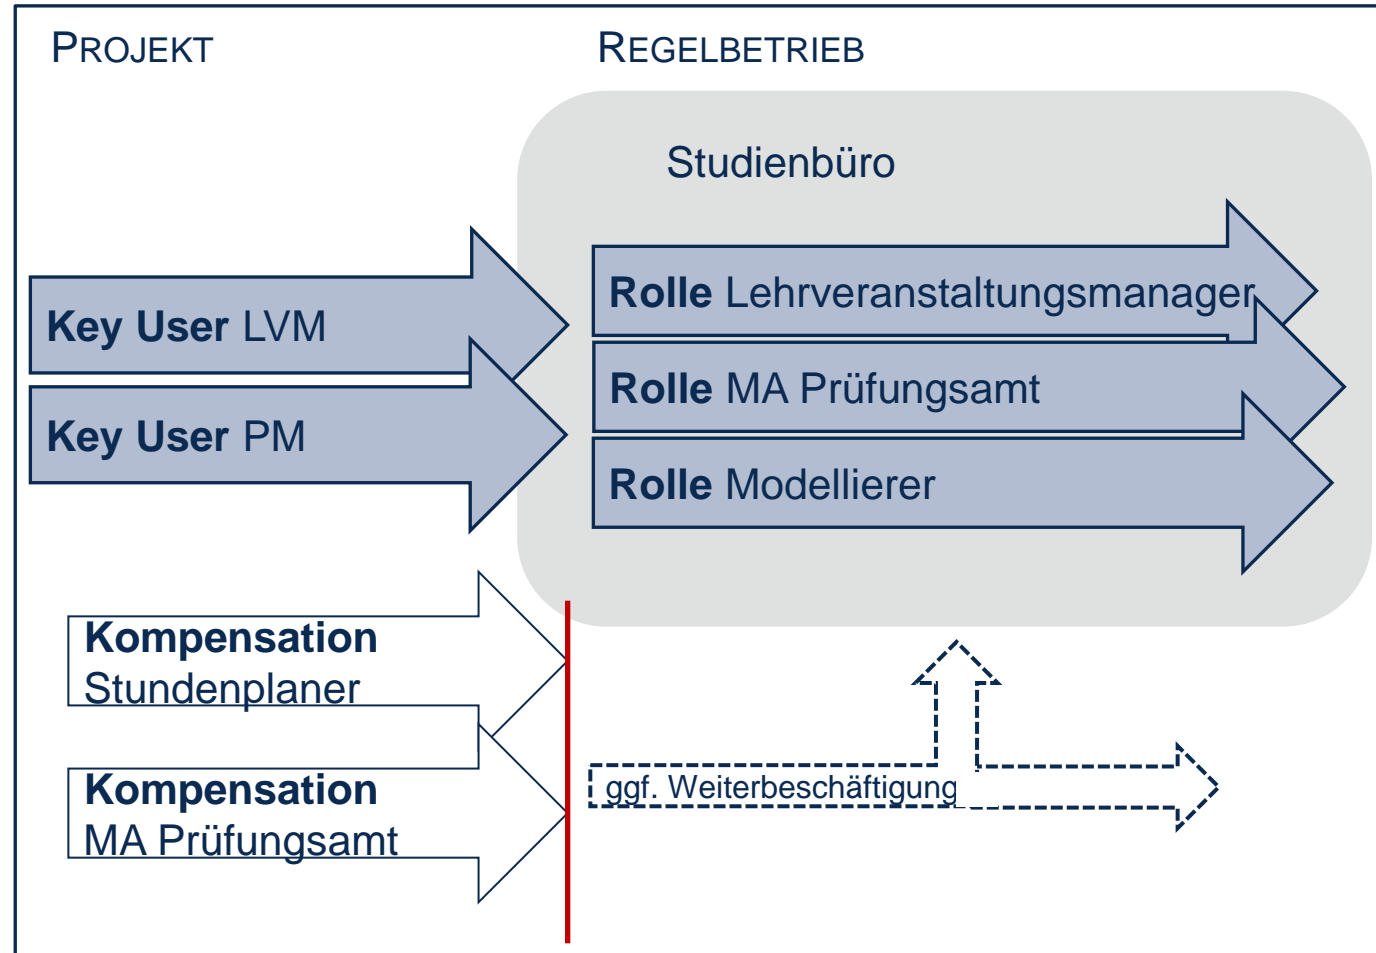 PROJEKT
REGELBETRIEB
Studienbüro
Key User LVM
Key User PM
Rolle Lehrveranstaltungsmanager
Rolle MA Prüfungsamt
Rolle Modellierer
Kompensation
Stundenplaner
Kompensation
MA Prüfungsamt
ggf. Weiterbeschäftigung